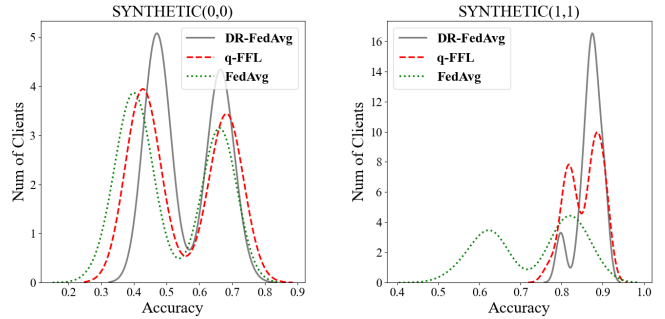 SYNTHETIC(0,0)
Num of Clients
5
4
3
2
1
0
DR-FedAvg
q-FFL
FedAvg
0.2 0.3 0.4 0.5 0.6 0.7 0.8 0.9
Accuracy
SYNTHETIC(1,1)
Num of Clients
16
14
12
10
8
6
4
2
0
DR-FedAvg
q-FFL
FedAvg
0.4 0.5 0.6 0.7 0.8 0.9 1.0
Accuracy